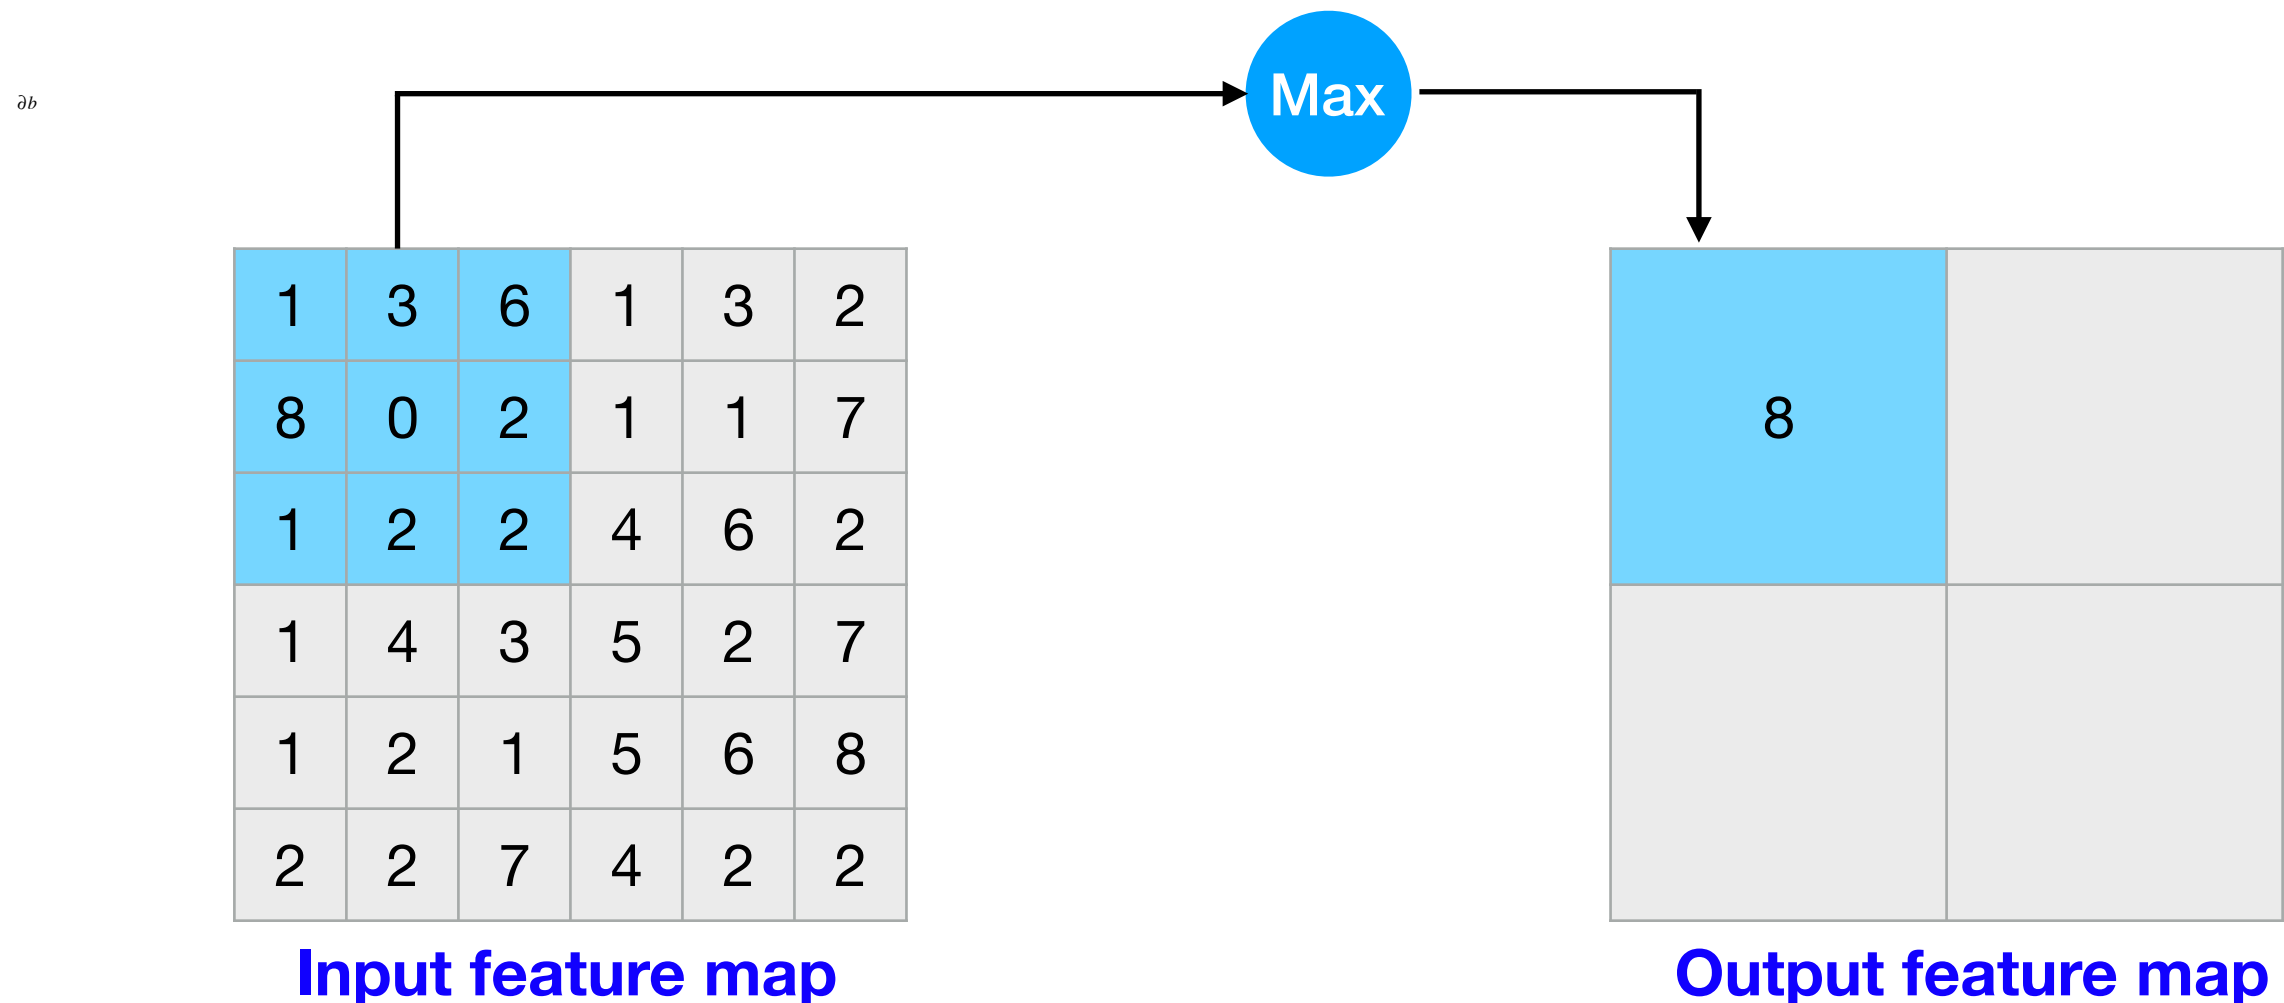 Max
∂b
1 3 6 1 3 2
8 0 2 1 1 7
8
1 2 2 4 6 2
1 4 3 5 2 7
1 2 1 5 6 8
2 2 7 4 2 2
Input feature map
Output feature map